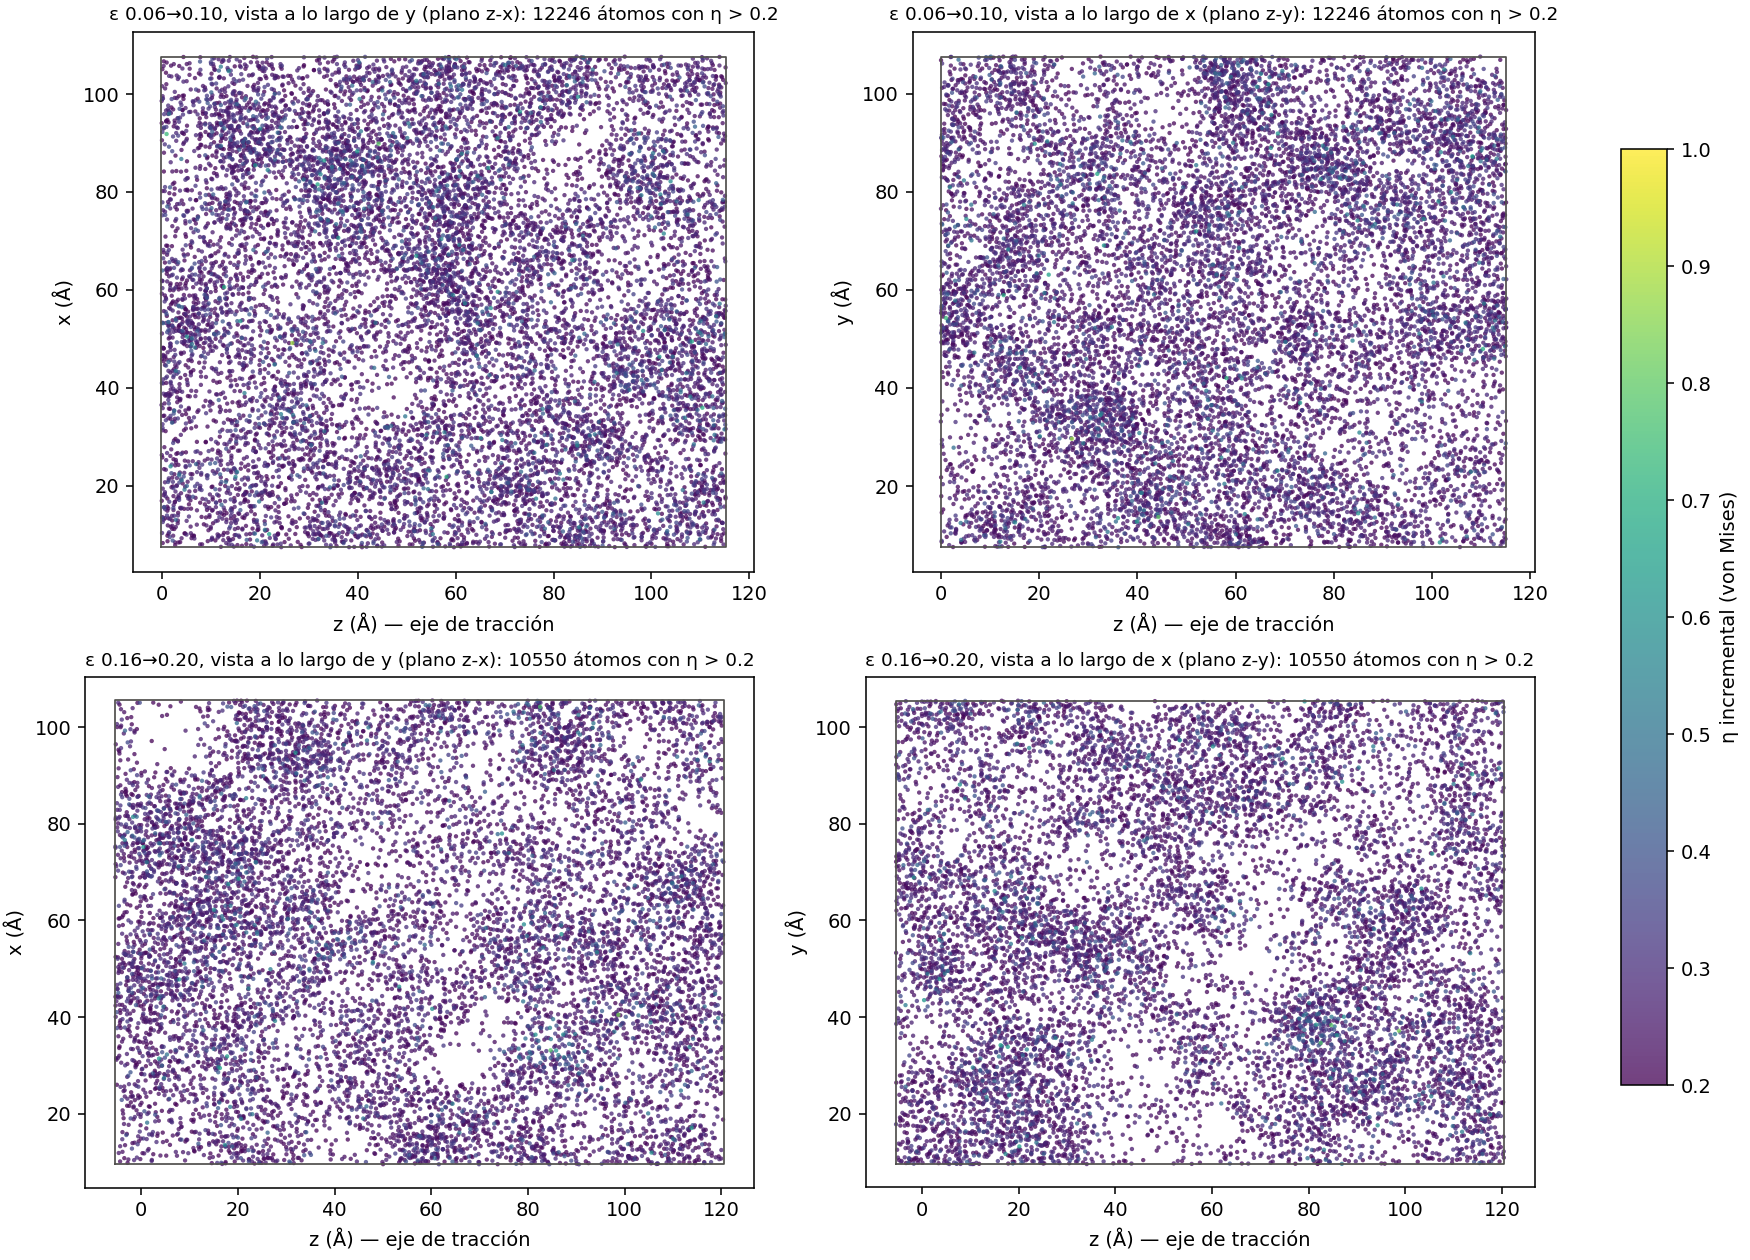 ε 0.06→0.10, vista a lo largo de y (plano z-x): 12246 átomos con η > 0.2
ε 0.06→0.10, vista a lo largo de x (plano z-y): 12246 átomos con η > 0.2
100
80
60
40
20
x (Å)
0 20 40 60 80 100 120
z (Å) — eje de tracción
100
80
60
40
20
y (Å)
0 20 40 60 80 100 120
z (Å) — eje de tracción
ε 0.16→0.20, vista a lo largo de y (plano z-x): 10550 átomos con η > 0.2
ε 0.16→0.20, vista a lo largo de x (plano z-y): 10550 átomos con η > 0.2
100
80
60
40
20
x (Å)
0 20 40 60 80 100 120
z (Å) — eje de tracción
100
80
60
40
20
y (Å)
0 20 40 60 80 100 120
z (Å) — eje de tracción
1.0
0.9
0.8
0.7
0.6
0.5
0.4
0.3
0.2
η incremental (von Mises)